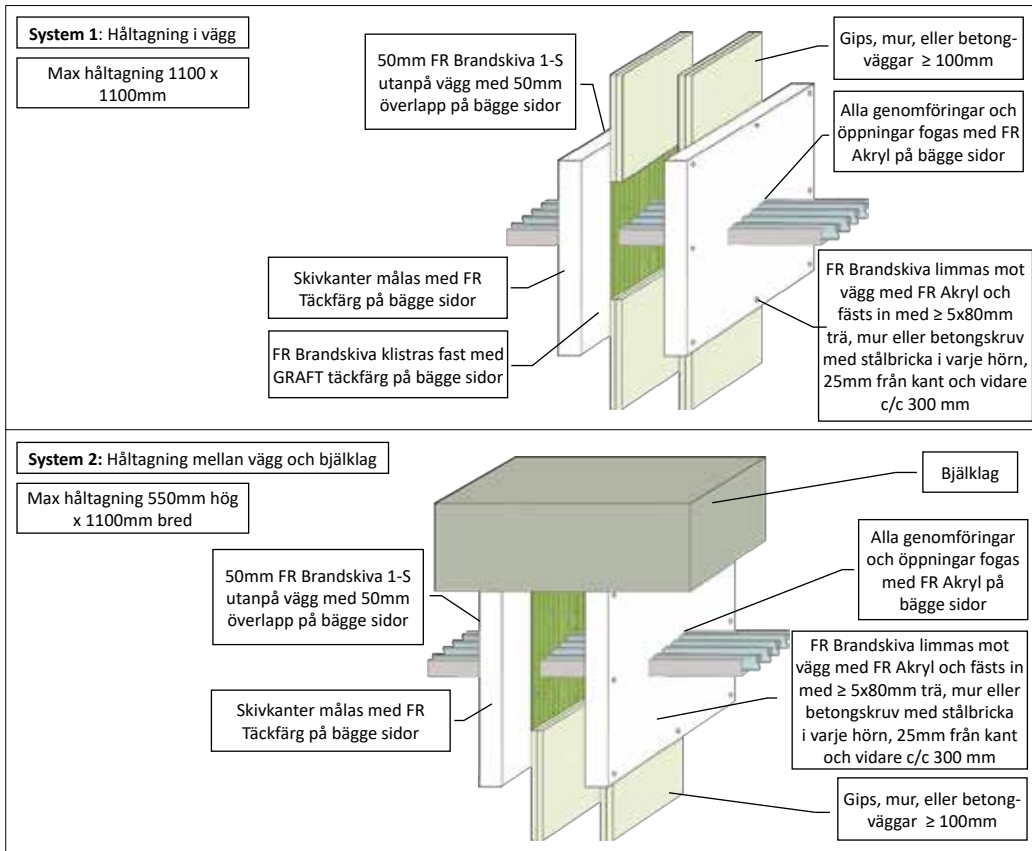 System 1: Håltagning i vägg
Max håltagning 1100 x
1100mm
50mm FR Brandskiva 1-S
utanpå vägg med 50mm
överlapp på bägge sidor
Gips, mur, eller betong-
väggar ≥ 100mm
Alla genomföringar och
öppningar fogas med FR
Akryl på bägge sidor
Skivkanter målas med FR
Täckfärg på bägge sidor
FR Brandskiva klistras fast med
GRAFT täckfärg på bägge sidor
FR Brandskiva limmas mot
vägg med FR Akryl och
fästs in med ≥ 5x80mm
trä, mur eller betongskruv
med stålbricka i varje hörn,
25mm från kant och vidare
c/c 300 mm
System 2: Håltagning mellan vägg och bjälklag
Max håltagning 550mm hög
x 1100mm bred
Bjälklag
50mm FR Brandskiva 1-S
utanpå vägg med 50mm
överlapp på bägge sidor
Alla genomföringar
och öppningar fogas
med FR Akryl på
bägge sidor
Skivkanter målas med FR
Täckfärg på bägge sidor
FR Brandskiva limmas mot
vägg med FR Akryl och fästs in
med ≥ 5x80mm trä, mur eller
betongskruv med stålbricka
i varje hörn, 25mm från kant
och vidare c/c 300 mm
Gips, mur, eller betong-
väggar ≥ 100mm